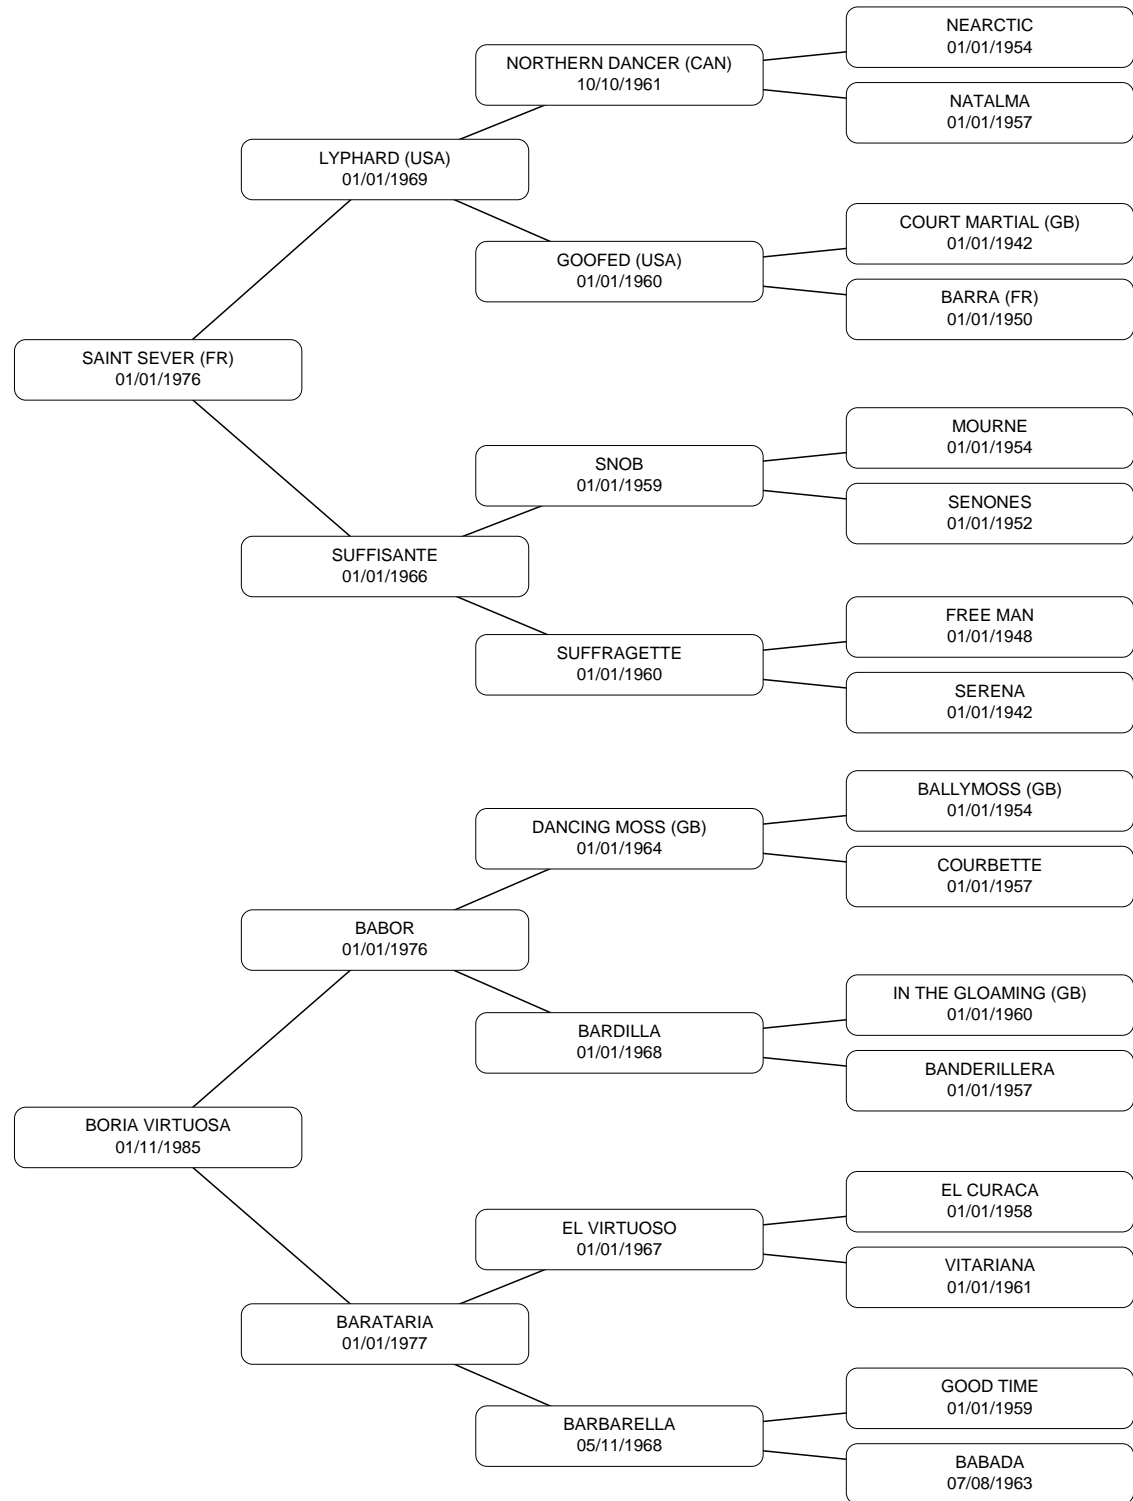 NEARCTIC
01/01/1954
NORTHERN DANCER (CAN)
10/10/1961
NATALMA
01/01/1957
LYPHARD (USA)
01/01/1969
COURT MARTIAL (GB)
01/01/1942
GOOFED (USA)
01/01/1960
BARRA (FR)
01/01/1950
SAINT SEVER (FR)
01/01/1976
MOURNE
01/01/1954
SNOB
01/01/1959
SENONES
01/01/1952
SUFFISANTE
01/01/1966
FREE MAN
01/01/1948
SUFFRAGETTE
01/01/1960
SERENA
01/01/1942
BALLYMOSS (GB)
01/01/1954
DANCING MOSS (GB)
01/01/1964
COURBETTE
01/01/1957
BABOR
01/01/1976
IN THE GLOAMING (GB)
01/01/1960
BARDILLA
01/01/1968
BANDERILLERA
01/01/1957
BORIA VIRTUOSA
01/11/1985
EL CURACA
01/01/1958
EL VIRTUOSO
01/01/1967
VITARIANA
01/01/1961
BARATARIA
01/01/1977
GOOD TIME
01/01/1959
BARBARELLA
05/11/1968
BABADA
07/08/1963